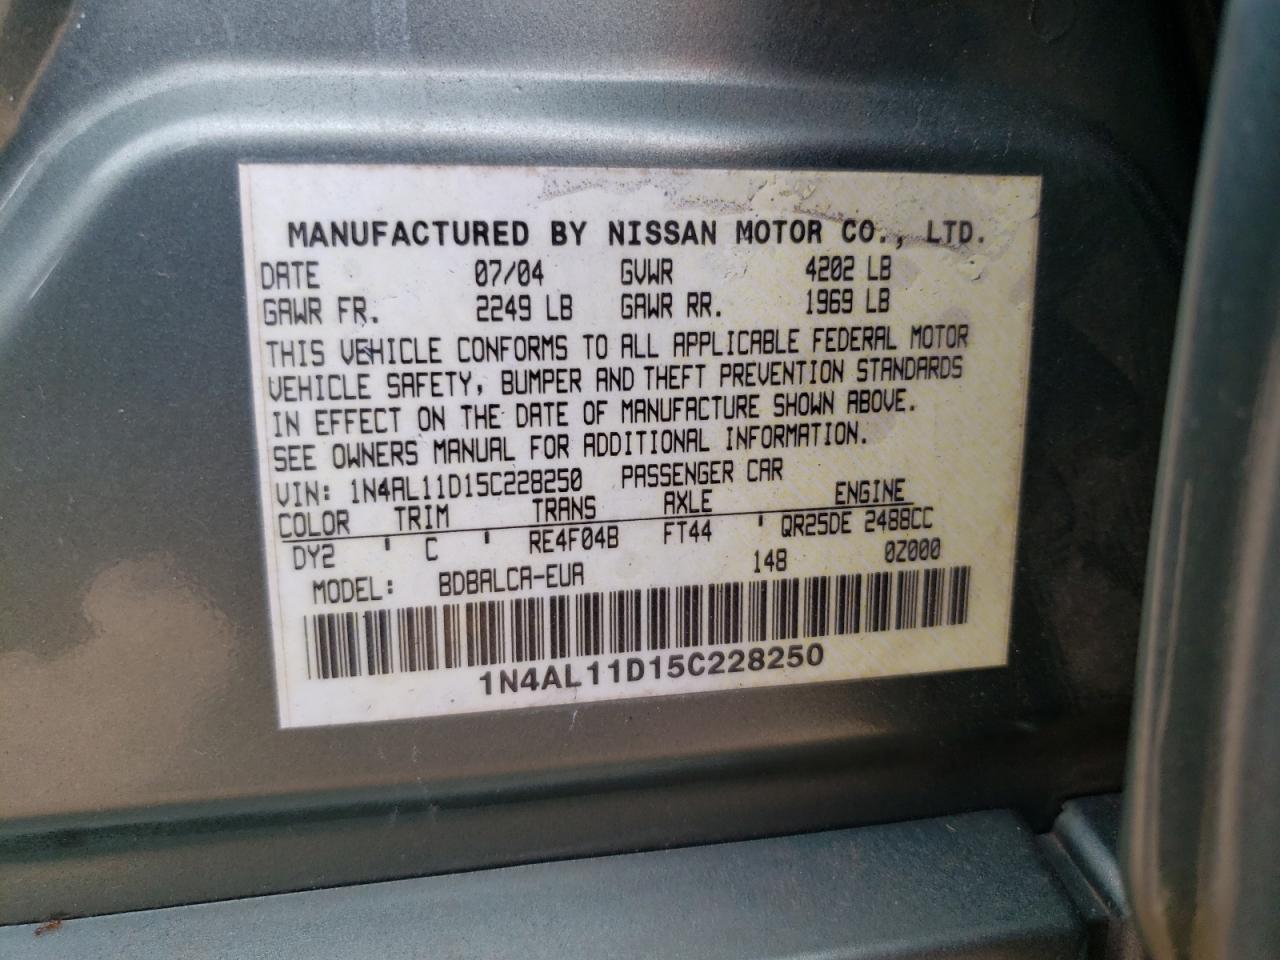 MANUFACTURED BY NISSAN MOTOR CO., LTD.
DATE 07/04 GVWR 4202 LB
GAWR FR. 2249 LB GAWR RR. 1969 LB
THIS VEHICLE CONFORMS TO ALL APPLICABLE FEDERAL MOTOR
VEHICLE SAFETY, BUMPER AND THEFT PREVENTION STANDARDS
IN EFFECT ON THE DATE OF MANUFACTURE SHOWN ABOVE.
SEE OWNERS MANUAL FOR ADDITIONAL INFORMATION.
VIN: 1N4AL11D15C228250 PASSENGER CAR
COLOR TRIM TRANS AXLE ENGINE
DY2 ' C ' RE4F04B FT44 ' QR25DE 2488CC
MODEL: BDBALCA-EUA 148 0Z000
1N4AL11D15C228250